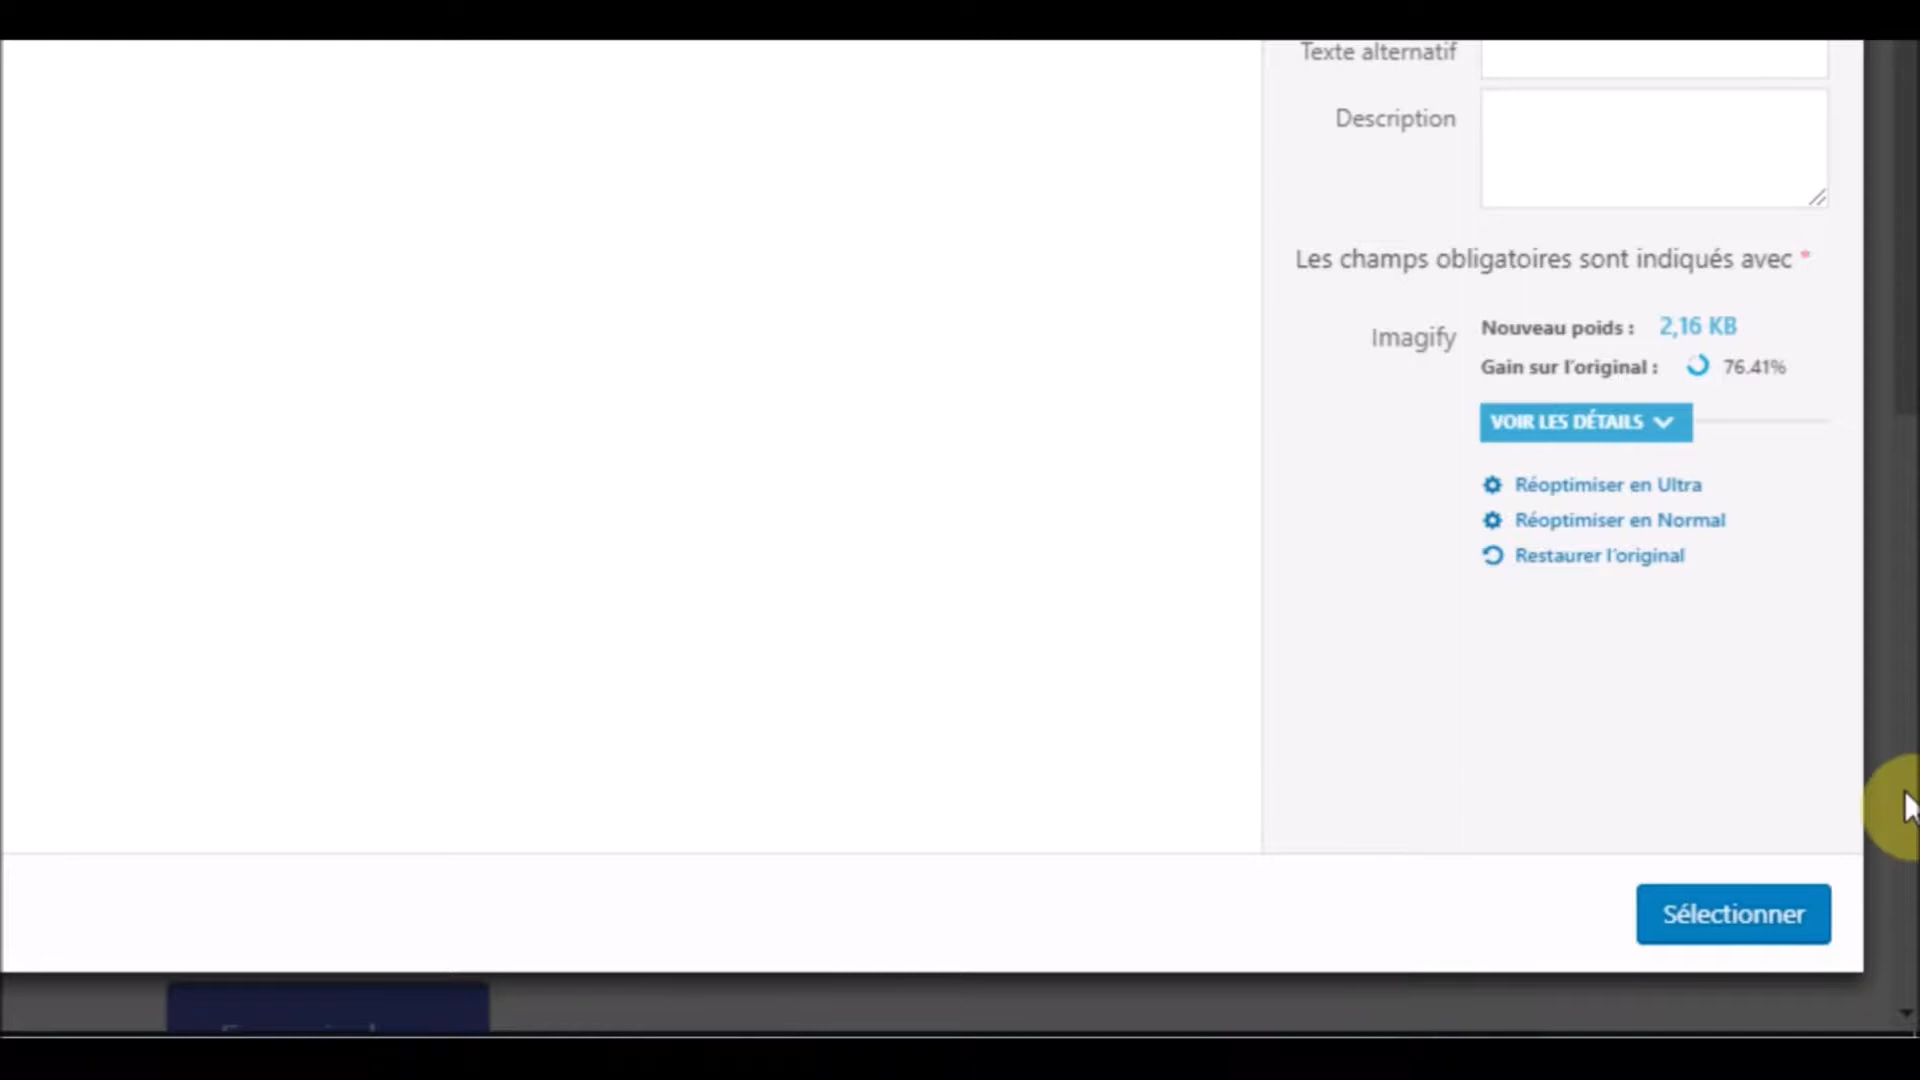 Texte alternatif
Description
Les champs obligatoires sont indiqués avec *
Imagify
Nouveau poids : 2,16 KB
Gain sur l'original : 76.41%
VOIR LES DÉTAILS
Réoptimiser en Ultra
Réoptimiser en Normal
Restaurer l'original
Sélectionner